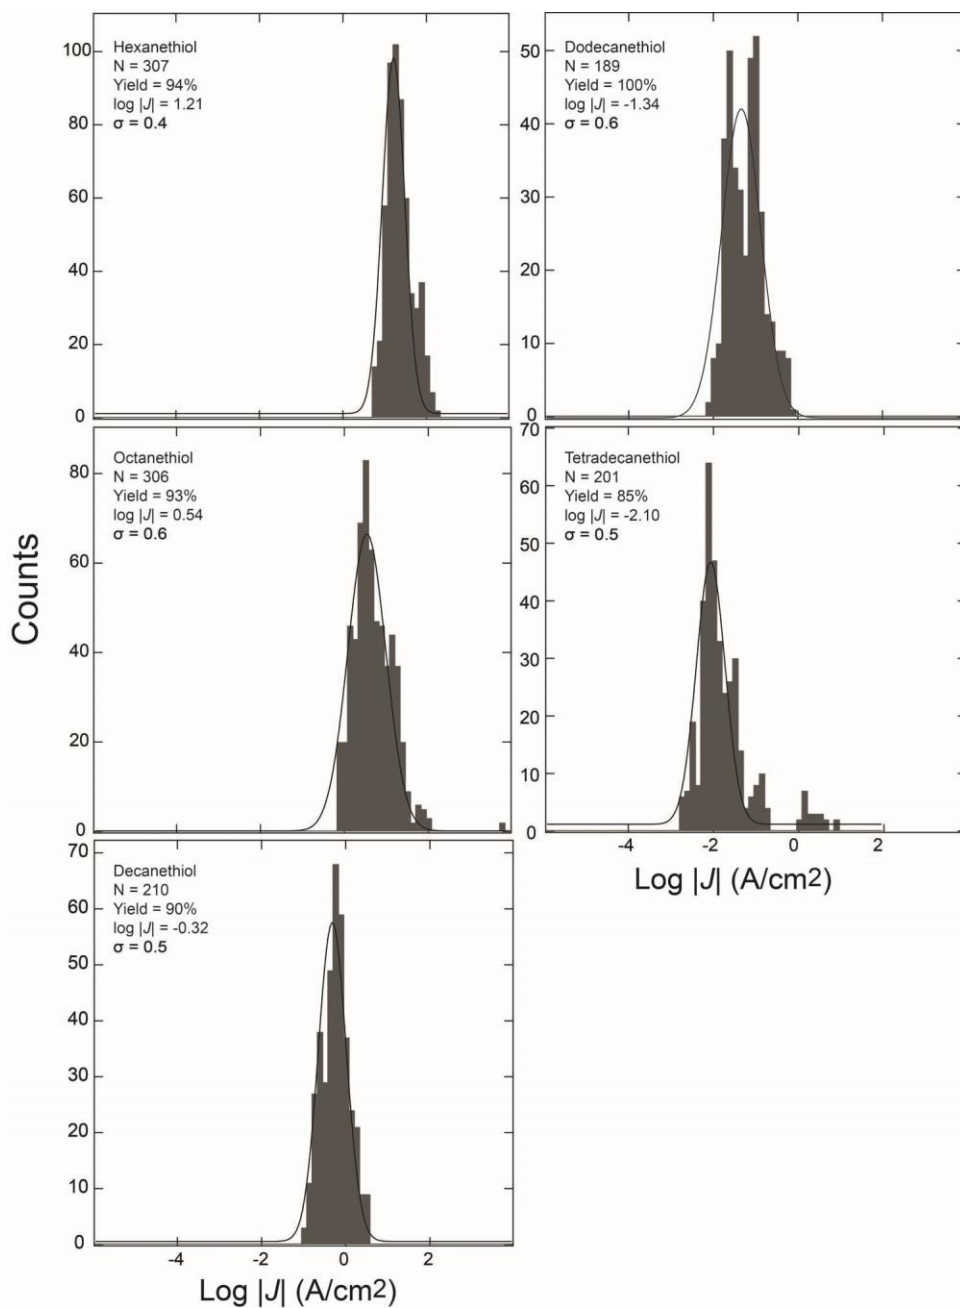 Counts
100
80
60
40
20
0
Hexanethiol
N = 307
Yield = 94%
log |J| = 1.21
σ = 0.4
50
40
30
20
10
0
Dodecanethiol
N = 189
Yield = 100%
log |J| = -1.34
σ = 0.6
80
60
40
20
0
Octanethiol
N = 306
Yield = 93%
log |J| = 0.54
σ = 0.6
70
60
50
40
30
20
10
0
Tetradecanethiol
N = 201
Yield = 85%
log |J| = -2.10
σ = 0.5
-4 -2 0 2
Log |J| (A/cm2)
70
60
50
40
30
20
10
0
Decanethiol
N = 210
Yield = 90%
log |J| = -0.32
σ = 0.5
-4 -2 0 2
Log |J| (A/cm2)